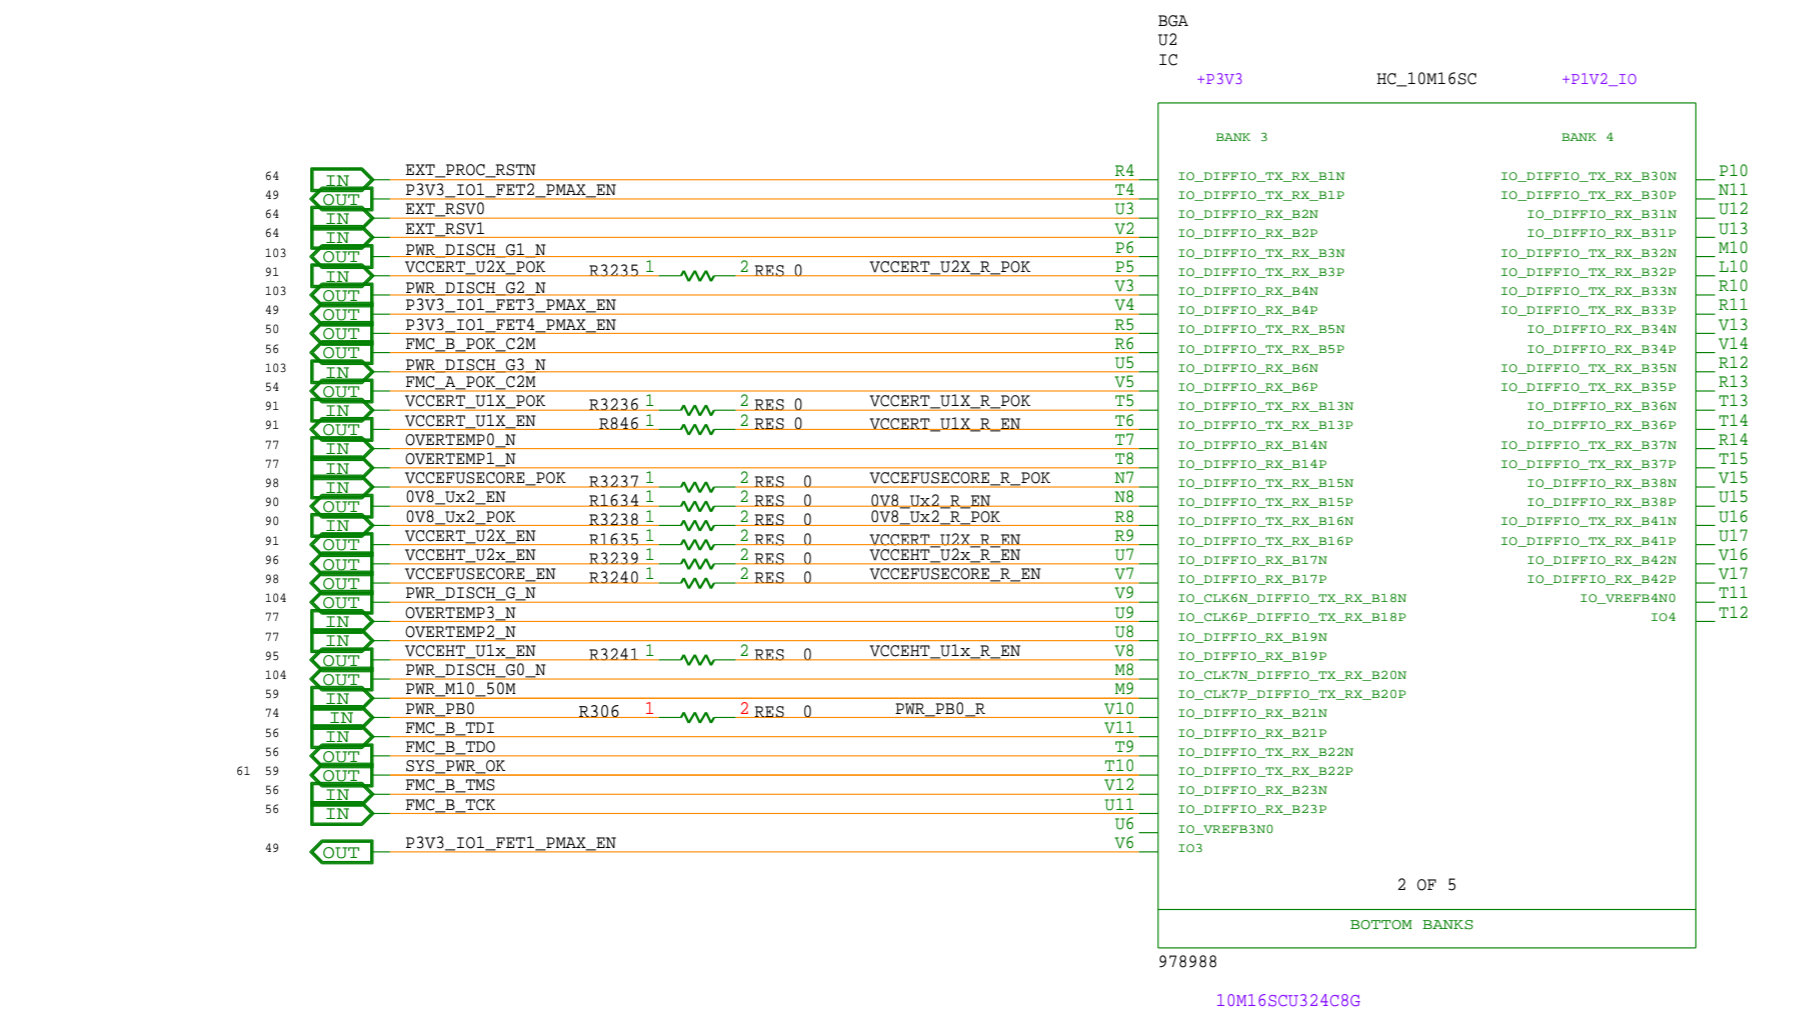 BGA
U2
IC
+P3V3 HC_10M16SC +P1V2_IO
BANK 3 BANK 4
64 IN EXT_PROC_RSTN R4 IO_DIFFIO_TX_RX_B1N IO_DIFFIO_TX_RX_B30N P10
49 OUT P3V3_IO1_FET2_PMAX_EN T4 IO_DIFFIO_TX_RX_B1P IO_DIFFIO_TX_RX_B30P N11
64 IN EXT_RSV0 U3 IO_DIFFIO_RX_B2N IO_DIFFIO_RX_B31N U12
64 IN EXT_RSV1 V2 IO_DIFFIO_RX_B2P IO_DIFFIO_RX_B31P U13
103 OUT PWR_DISCH_G1_N P6 IO_DIFFIO_TX_RX_B3N IO_DIFFIO_TX_RX_B32N M10
91 IN VCCERT_U2X_POK R3235 1 2 RES 0 VCCERT_U2X_R_POK P5 IO_DIFFIO_TX_RX_B3P IO_DIFFIO_TX_RX_B32P L10
103 OUT PWR_DISCH_G2_N V3 IO_DIFFIO_RX_B4N IO_DIFFIO_TX_RX_B33N R10
49 OUT P3V3_IO1_FET3_PMAX_EN V4 IO_DIFFIO_RX_B4P IO_DIFFIO_TX_RX_B33P R11
50 OUT P3V3_IO1_FET4_PMAX_EN R5 IO_DIFFIO_TX_RX_B5N IO_DIFFIO_RX_B34N V13
56 OUT FMC_B_POK_C2M R6 IO_DIFFIO_TX_RX_B5P IO_DIFFIO_RX_B34P V14
103 IN PWR_DISCH_G3_N U5 IO_DIFFIO_RX_B6N IO_DIFFIO_TX_RX_B35N R12
54 OUT FMC_A_POK_C2M V5 IO_DIFFIO_RX_B6P IO_DIFFIO_TX_RX_B35P R13
91 IN VCCERT_U1X_POK R3236 1 2 RES 0 VCCERT_U1X_R_POK T5 IO_DIFFIO_TX_RX_B13N IO_DIFFIO_RX_B36N T13
91 OUT VCCERT_U1X_EN R846 1 2 RES 0 VCCERT_U1X_R_EN T6 IO_DIFFIO_TX_RX_B13P IO_DIFFIO_RX_B36P T14
77 IN OVERTEMP0_N T7 IO_DIFFIO_RX_B14N IO_DIFFIO_TX_RX_B37N R14
77 IN OVERTEMP1_N T8 IO_DIFFIO_RX_B14P IO_DIFFIO_TX_RX_B37P T15
98 IN VCCEFUSECORE_POK R3237 1 2 RES 0 VCCEFUSECORE_R_POK N7 IO_DIFFIO_TX_RX_B15N IO_DIFFIO_RX_B38N V15
90 OUT 0V8_Ux2_EN R1634 1 2 RES 0 0V8_Ux2_R_EN N8 IO_DIFFIO_TX_RX_B15P IO_DIFFIO_RX_B38P U15
90 IN 0V8_Ux2_POK R3238 1 2 RES 0 0V8_Ux2_R_POK R8 IO_DIFFIO_TX_RX_B16N IO_DIFFIO_TX_RX_B41N U16
91 OUT VCCERT_U2X_EN R1635 1 2 RES 0 VCCERT_U2X_R_EN R9 IO_DIFFIO_TX_RX_B16P IO_DIFFIO_TX_RX_B41P U17
96 OUT VCCEHT_U2x_EN R3239 1 2 RES 0 VCCEHT_U2x_R_EN U7 IO_DIFFIO_RX_B17N IO_DIFFIO_RX_B42N V16
98 OUT VCCEFUSECORE_EN R3240 1 2 RES 0 VCCEFUSECORE_R_EN V7 IO_DIFFIO_RX_B17P IO_DIFFIO_RX_B42P V17
104 OUT PWR_DISCH_G_N V9 IO_CLK6N_DIFFIO_TX_RX_B18N IO_VREFB4N0 T11
77 IN OVERTEMP3_N U9 IO_CLK6P_DIFFIO_TX_RX_B18P IO4 T12
77 IN OVERTEMP2_N U8 IO_DIFFIO_RX_B19N
95 OUT VCCEHT_U1x_EN R3241 1 2 RES 0 VCCEHT_U1x_R_EN V8 IO_DIFFIO_RX_B19P
104 OUT PWR_DISCH_G0_N M8 IO_CLK7N_DIFFIO_TX_RX_B20N
59 IN PWR_M10_50M M9 IO_CLK7P_DIFFIO_TX_RX_B20P
74 IN PWR_PB0 R306 1 2 RES 0 PWR_PB0_R V10 IO_DIFFIO_RX_B21N
56 IN FMC_B_TDI V11 IO_DIFFIO_RX_B21P
56 OUT FMC_B_TDO T9 IO_DIFFIO_TX_RX_B22N
61 59 OUT SYS_PWR_OK T10 IO_DIFFIO_TX_RX_B22P
56 IN FMC_B_TMS V12 IO_DIFFIO_RX_B23N
56 IN FMC_B_TCK U11 IO_DIFFIO_RX_B23P
U6 IO_VREFB3N0
49 OUT P3V3_IO1_FET1_PMAX_EN V6 IO3
2 OF 5
BOTTOM BANKS
978988
10M16SCU324C8G